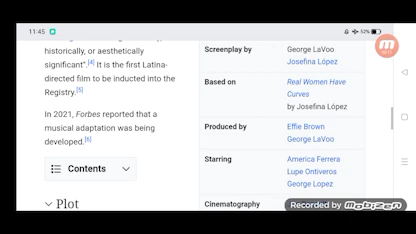 11:45
52%
historically, or aesthetically
significant".[4] It is the first Latina-
directed film to be inducted into the
Registry.[5]
In 2021, Forbes reported that a
musical adaptation was being
developed.[6]
Contents
Plot
Screenplay by George LaVoo
Josefina López
Based on Real Women Have
Curves
by Josefina López
Produced by Effie Brown
George LaVoo
Starring America Ferrera
Lupe Ontiveros
George Lopez
Cinematography
Recorded by
MOBIZEN